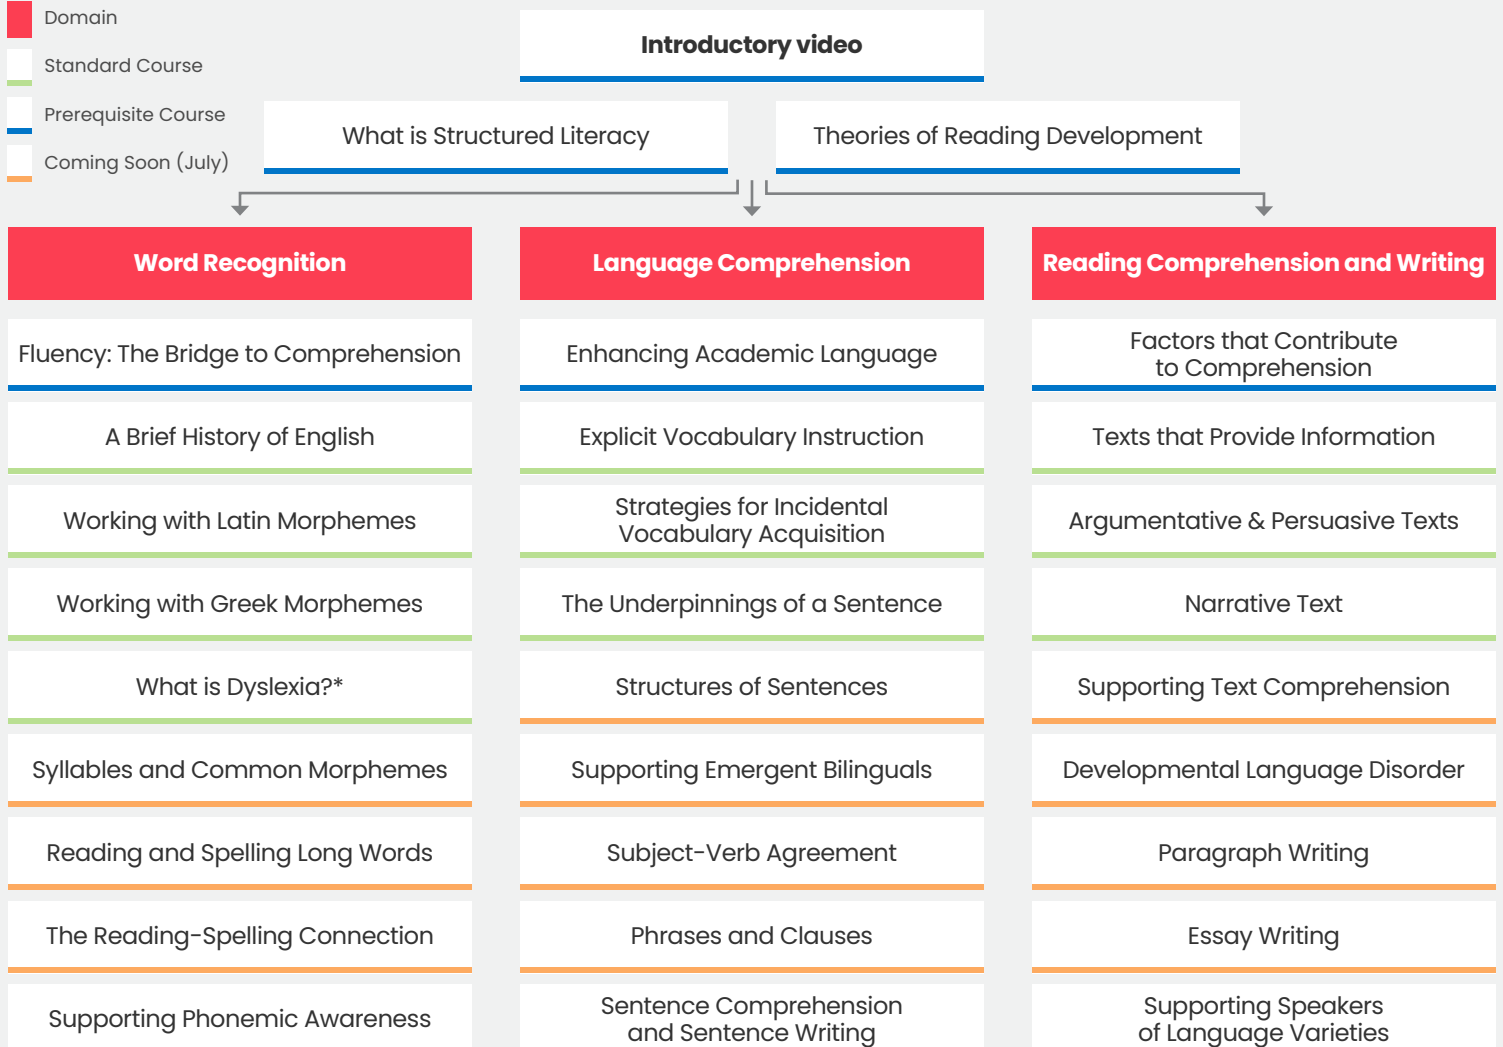 Domain
Standard Course
Prerequisite Course
Coming Soon (July)
Introductory video
What is Structured Literacy
Theories of Reading Development
Word Recognition
Fluency: The Bridge to Comprehension
A Brief History of English
Working with Latin Morphemes
Working with Greek Morphemes
What is Dyslexia?*
Syllables and Common Morphemes
Reading and Spelling Long Words
The Reading-Spelling Connection
Supporting Phonemic Awareness
Language Comprehension
Enhancing Academic Language
Explicit Vocabulary Instruction
Strategies for Incidental
Vocabulary Acquisition
The Underpinnings of a Sentence
Structures of Sentences
Supporting Emergent Bilinguals
Subject-Verb Agreement
Phrases and Clauses
Sentence Comprehension
and Sentence Writing
Reading Comprehension and Writing
Factors that Contribute
to Comprehension
Texts that Provide Information
Argumentative & Persuasive Texts
Narrative Text
Supporting Text Comprehension
Developmental Language Disorder
Paragraph Writing
Essay Writing
Supporting Speakers
of Language Varieties